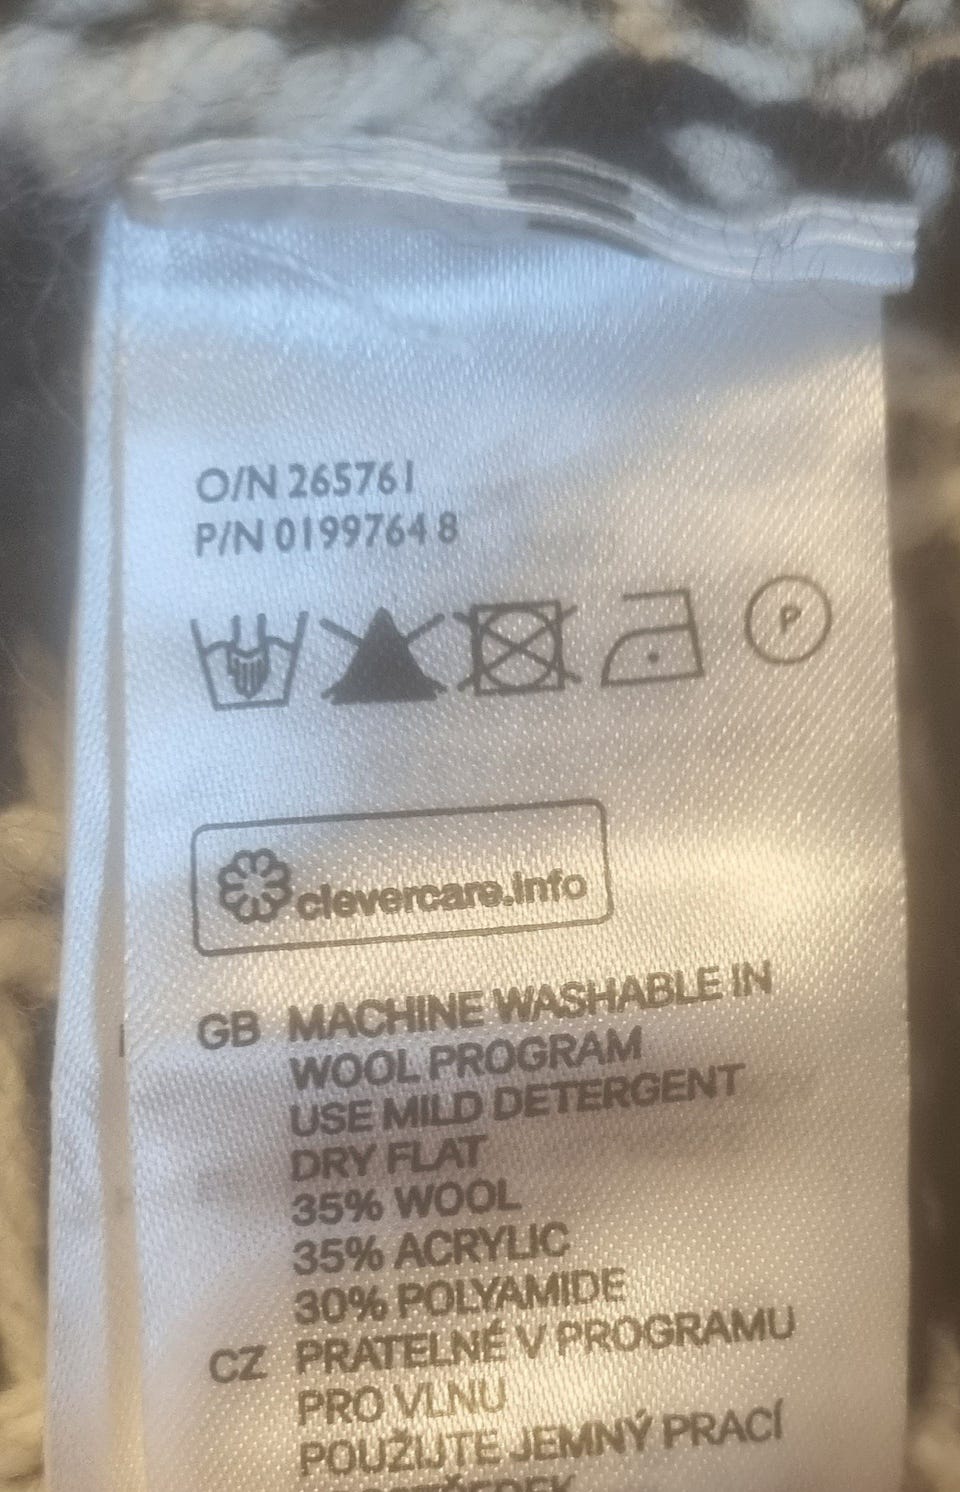 O/N 265761
P/N 0199764 8
P
clevercare.info
GB MACHINE WASHABLE IN
WOOL PROGRAM
USE MILD DETERGENT
DRY FLAT
35% WOOL
35% ACRYLIC
30% POLYAMIDE
CZ PRATELNÉ V PROGRAMU
PRO VLNU
POUŽIJTE JEMNÝ PRACÍ